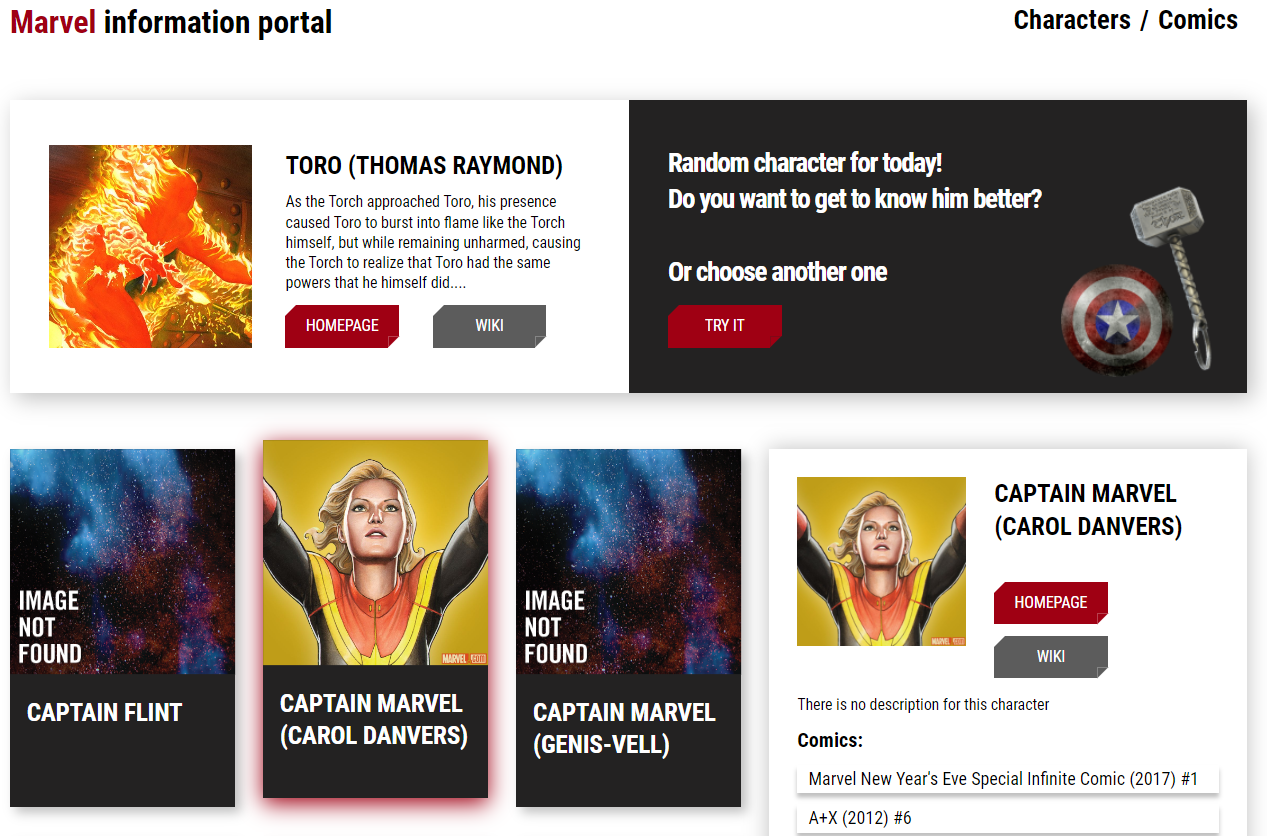 Marvel information portal
Characters / Comics
TORO (THOMAS RAYMOND)
As the Torch approached Toro, his presence
caused Toro to burst into flame like the Torch
himself, but while remaining unharmed, causing
the Torch to realize that Toro had the same
powers that he himself did....
HOMEPAGE
WIKI
Random character for today!
Do you want to get to know him better?
Or choose another one
TRY IT
IMAGE
NOT
FOUND
CAPTAIN FLINT
MARVEL.COM
CAPTAIN MARVEL
(CAROL DANVERS)
IMAGE
NOT
FOUND
CAPTAIN MARVEL
(GENIS-VELL)
MARVEL.COM
CAPTAIN MARVEL
(CAROL DANVERS)
HOMEPAGE
WIKI
There is no description for this character
Comics:
Marvel New Year's Eve Special Infinite Comic (2017) #1
A+X (2012) #6